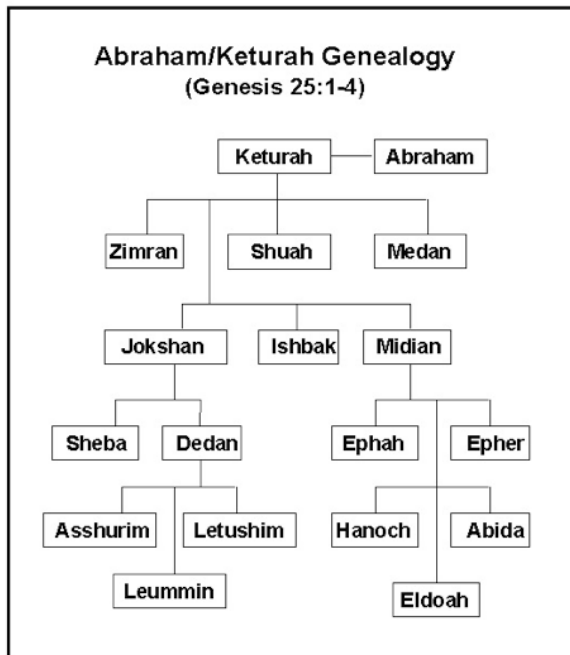 Abraham/Keturah Genealogy
(Genesis 25:1-4)
Keturah Abraham
Zimran Shuah Medan
Jokshan Ishbak Midian
Sheba Dedan Ephah Epher
Asshurim Letushim Hanoch Abida
Leummin Eldoah